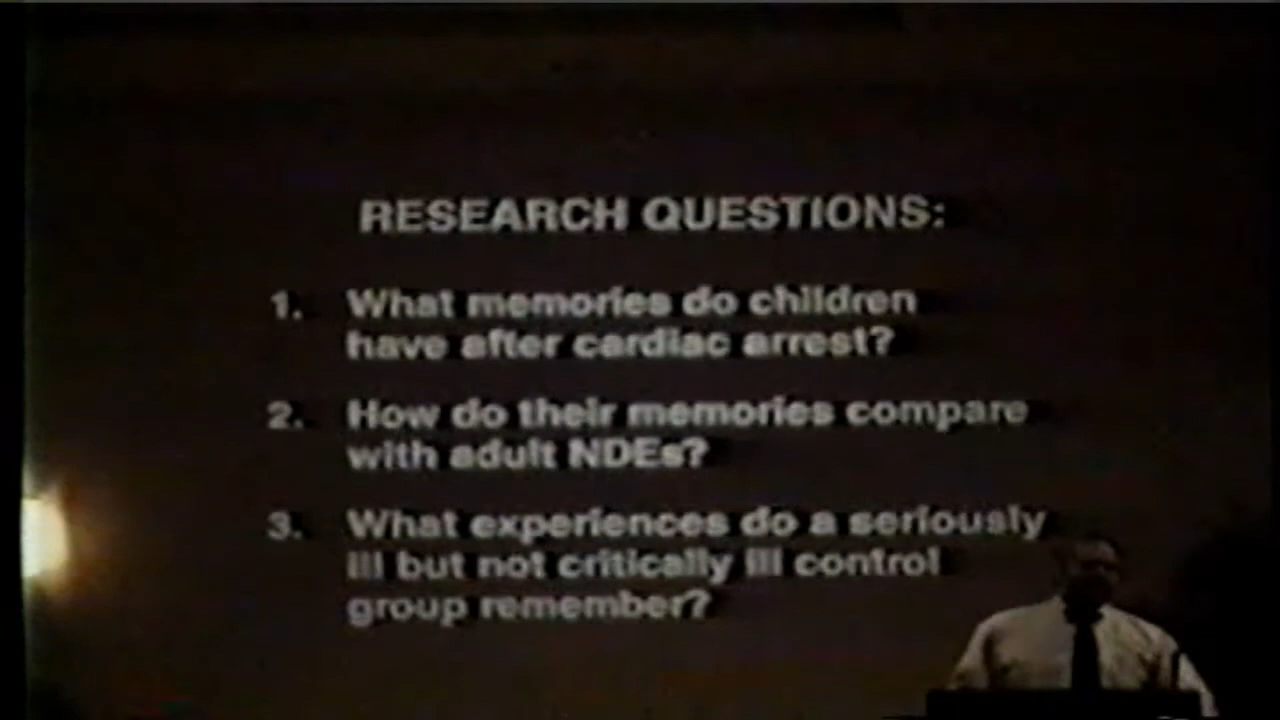 RESEARCH QUESTIONS:
1. What memories do children
have after cardiac arrest?
2. How do their memories compare
with adult NDEs?
3. What experiences do a seriously
ill but not critically ill control
group remember?